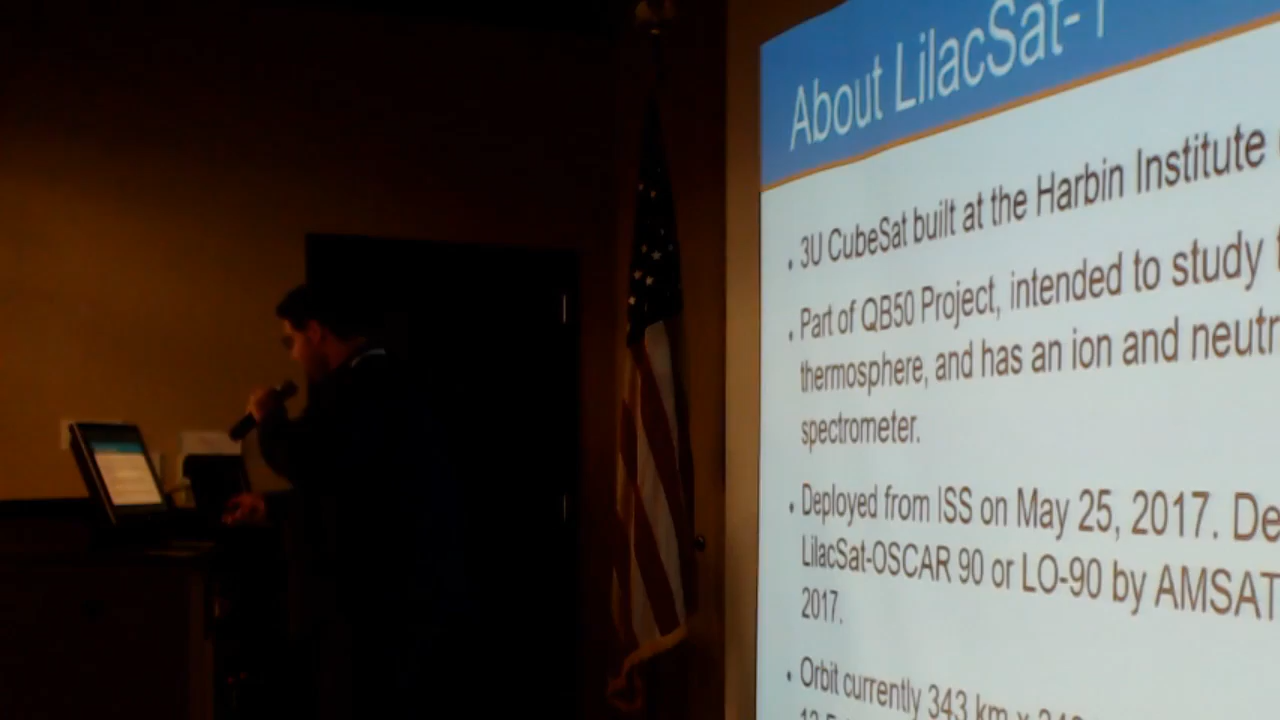 About LilacSat-1
3U CubeSat built at the Harbin Institute
Part of QB50 Project, intended to study
thermosphere, and has an ion and
spectrometer.
Deployed from ISS on May 25, 2017.
LilacSat-OSCAR 90 or LO-90 by AMSAT
2017.
Orbit currently 343 km x